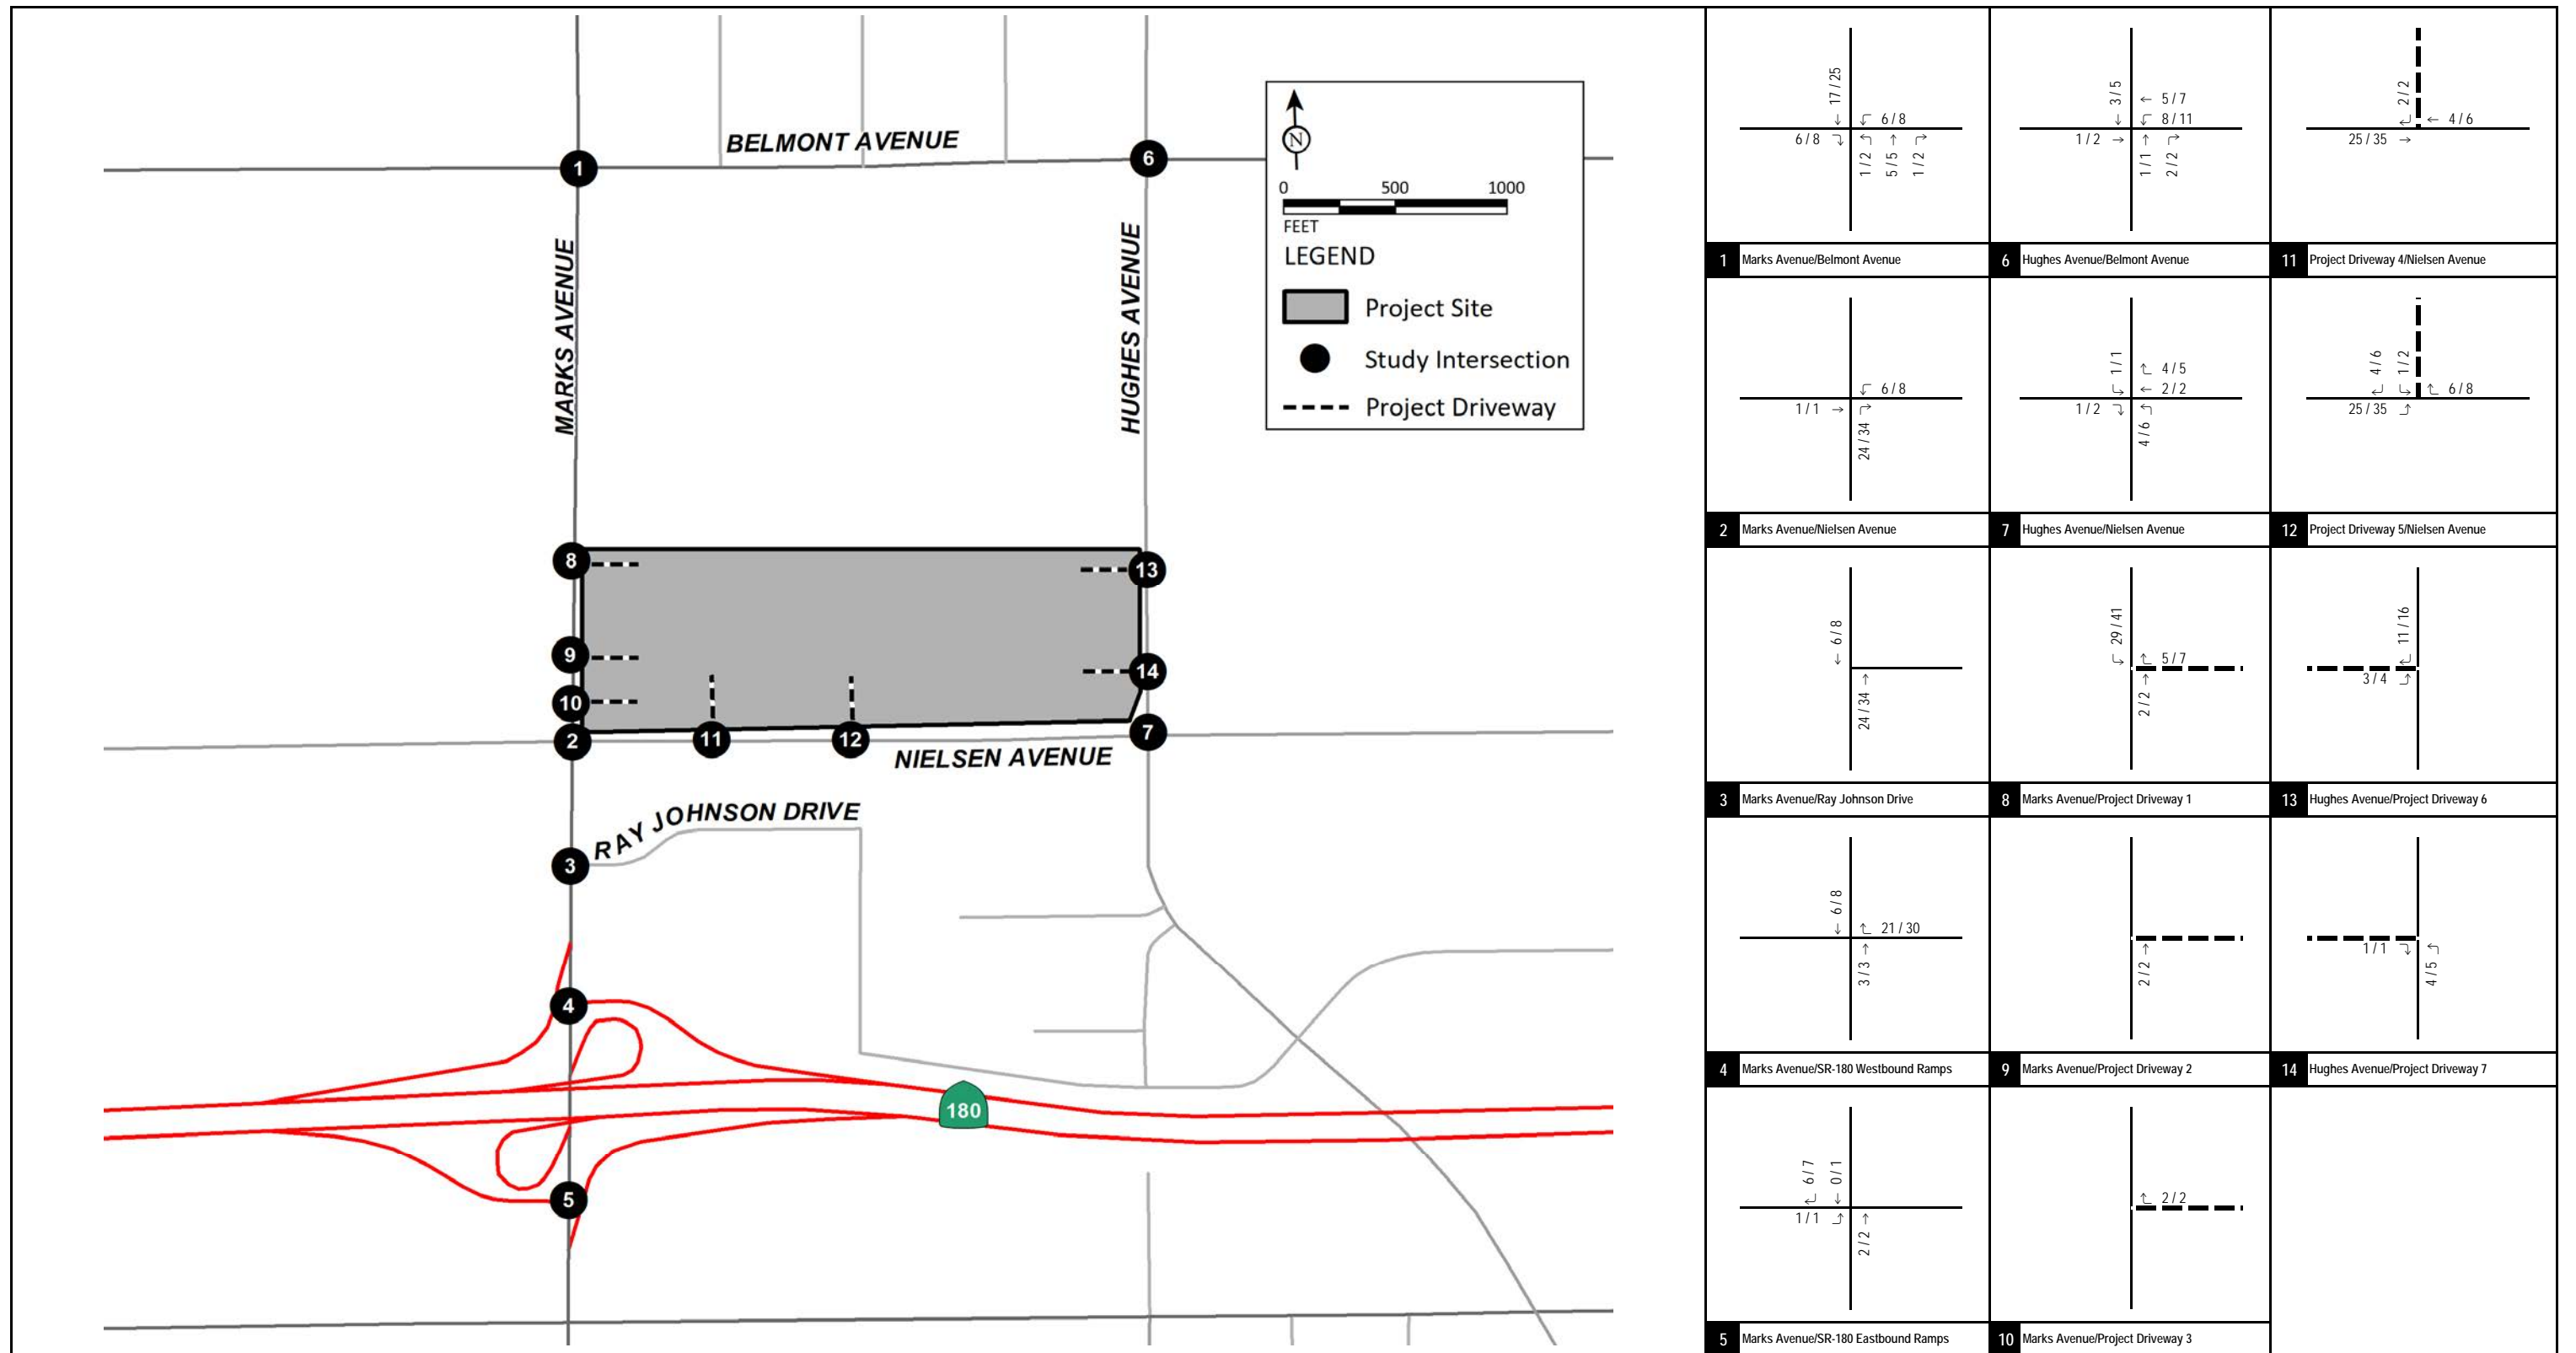 BELMONT AVENUE
MARKS AVENUE
HUGHES AVENUE
NIELSEN AVENUE
RAY JOHNSON DRIVE
1
6
8
13
9
14
10
2
11
12
7
3
4
5
180
N
0 500 1000
FEET
LEGEND
Project Site
Study Intersection
Project Driveway
17 / 25
6 / 8
6 / 8
1 / 2
5 / 5
1 / 2
1 Marks Avenue/Belmont Avenue
3 / 5
5 / 7
8 / 11
1 / 2
1 / 1
2 / 2
6 Hughes Avenue/Belmont Avenue
2 / 2
4 / 6
25 / 35
11 Project Driveway 4/Nielsen Avenue
6 / 8
1 / 1
24 / 34
2 Marks Avenue/Nielsen Avenue
1 / 1
4 / 5
2 / 2
1 / 2
4 / 6
7 Hughes Avenue/Nielsen Avenue
4 / 6
1 / 2
6 / 8
25 / 35
12 Project Driveway 5/Nielsen Avenue
6 / 8
24 / 34
3 Marks Avenue/Ray Johnson Drive
29 / 41
5 / 7
2 / 2
8 Marks Avenue/Project Driveway 1
11 / 16
3 / 4
13 Hughes Avenue/Project Driveway 6
6 / 8
21 / 30
3 / 3
4 Marks Avenue/SR-180 Westbound Ramps
2 / 2
9 Marks Avenue/Project Driveway 2
1 / 1
4 / 5
14 Hughes Avenue/Project Driveway 7
6 / 7
0 / 1
1 / 1
2 / 2
5 Marks Avenue/SR-180 Eastbound Ramps
2 / 2
10 Marks Avenue/Project Driveway 3